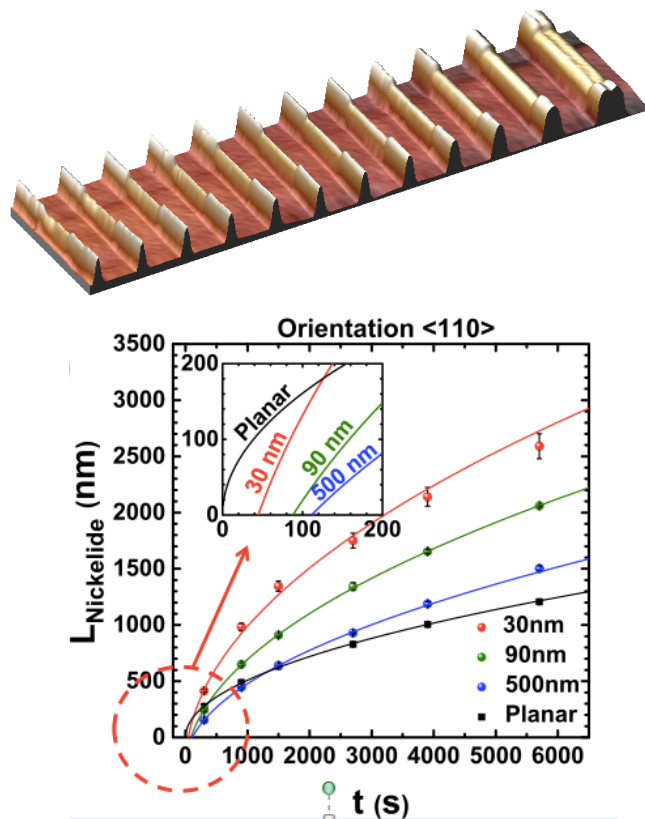 Orientation <110>
L_Nickelide (nm)
3500
3000
2500
2000
1500
1000
500
0
200
100
0
0
100
200
Planar
30 nm
90 nm
500 nm
30nm
90nm
500nm
Planar
0 1000 2000 3000 4000 5000 6000
t (s)